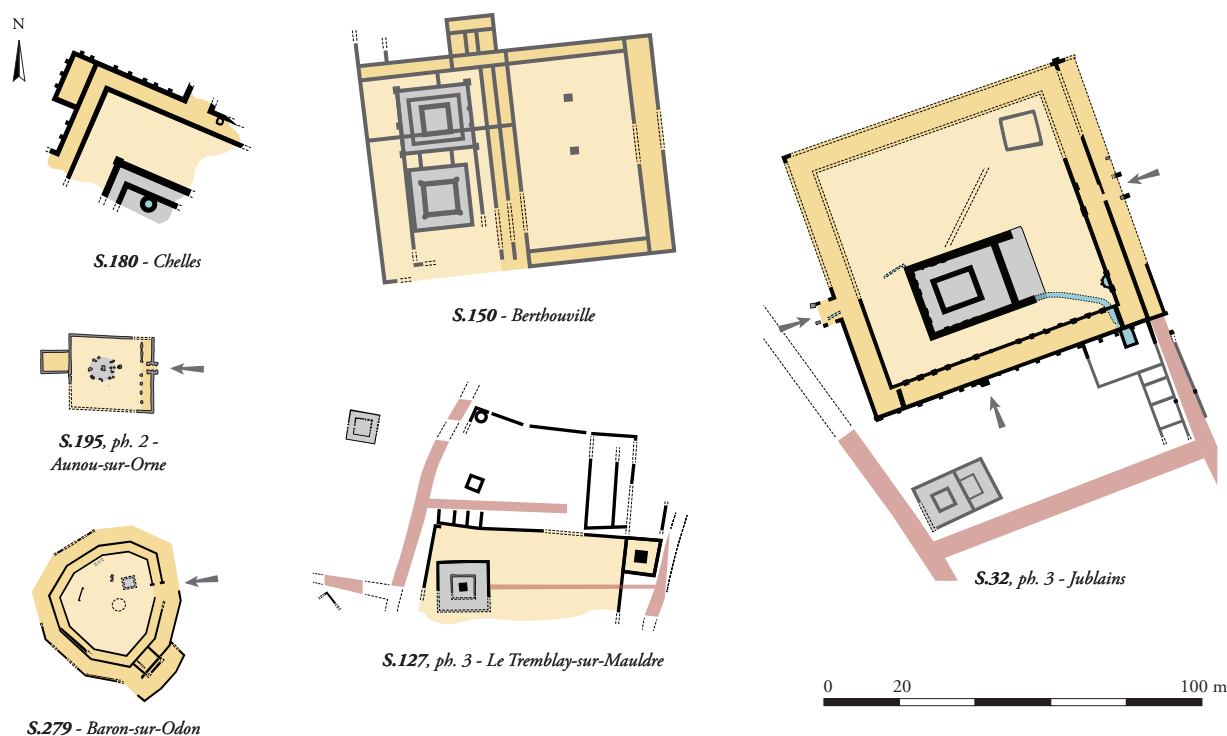 N
S.180 - Chelles
S.150 - Berthouville
S.195, ph. 2 -
Aunou-sur-Orne
S.32, ph. 3 - Jublains
S.127, ph. 3 - Le Tremblay-sur-Mauldre
0 20 100 m
S.279 - Baron-sur-Odon